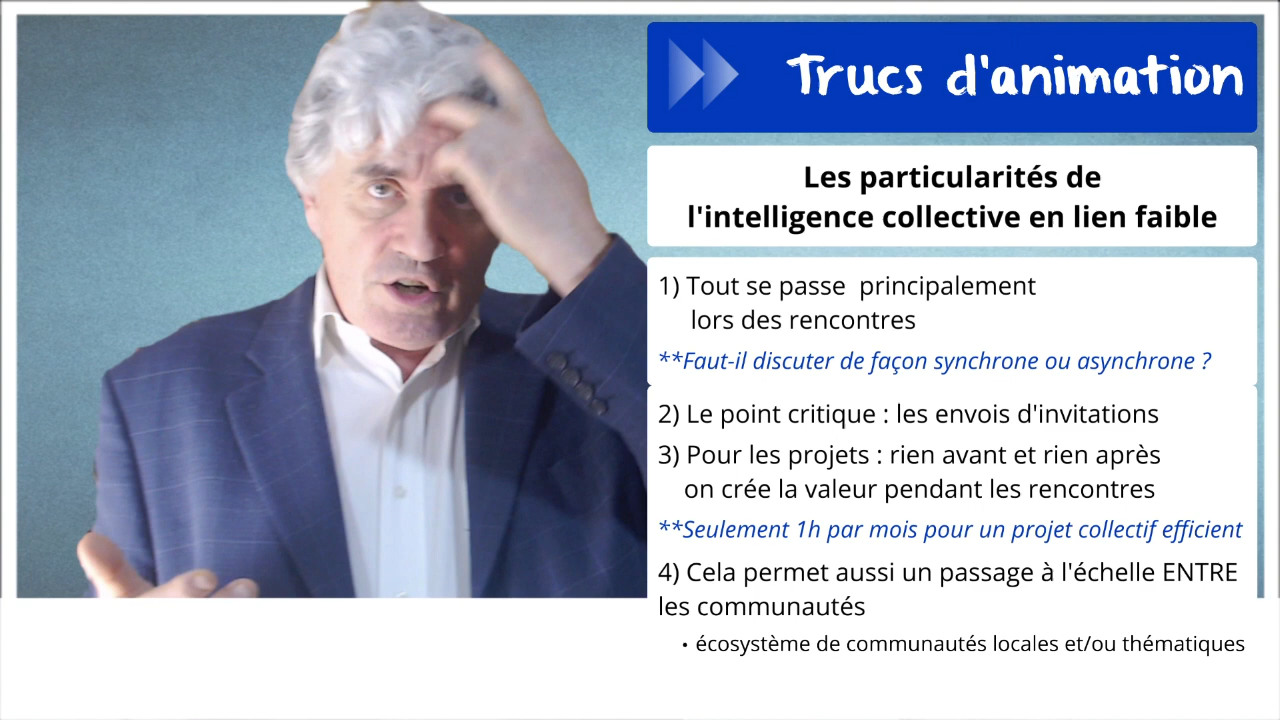 Trucs d'animation
Les particularités de
l'intelligence collective en lien faible
1) Tout se passe  principalement
lors des rencontres
**Faut-il discuter de façon synchrone ou asynchrone ?
2) Le point critique : les envois d'invitations
3) Pour les projets : rien avant et rien après
on crée la valeur pendant les rencontres
**Seulement 1h par mois pour un projet collectif efficient
4) Cela permet aussi un passage à l'échelle ENTRE
les communautés
• écosystème de communautés locales et/ou thématiques